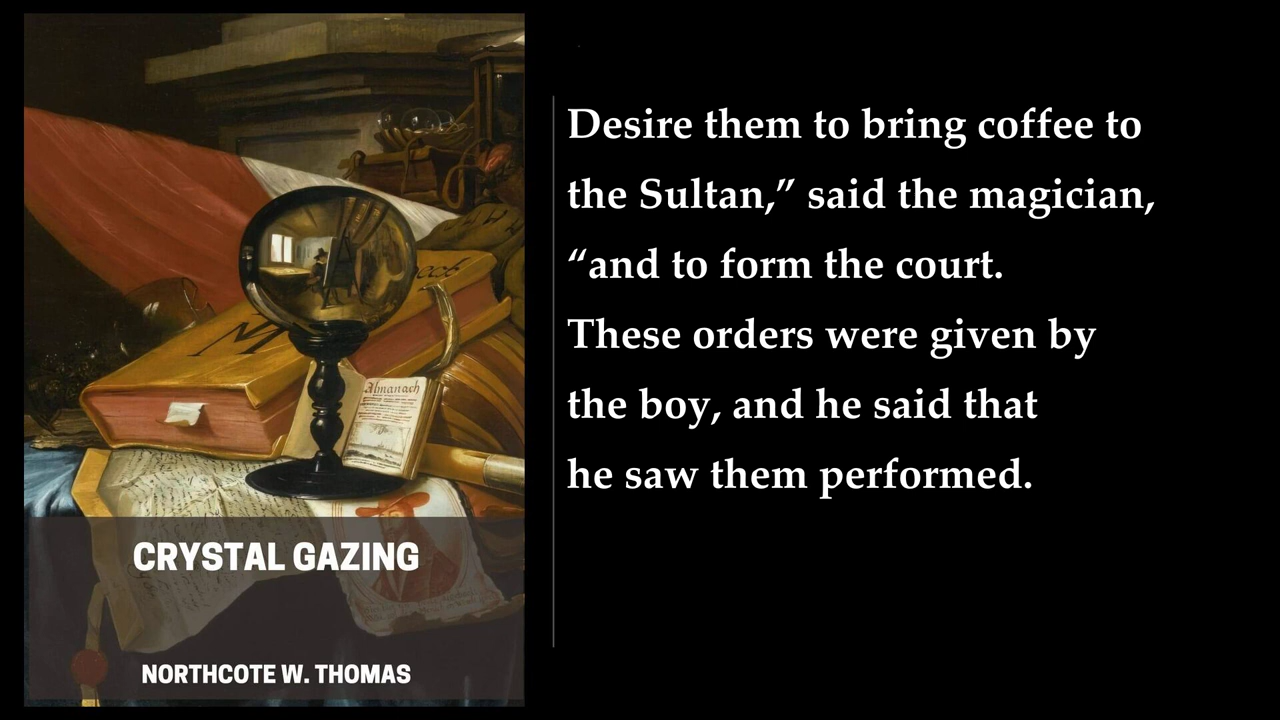 Almanach
M
CRYSTAL GAZING
NORTHCOTE W. THOMAS
Desire them to bring coffee to
the Sultan,” said the magician,
“and to form the court.
These orders were given by
the boy, and he said that
he saw them performed.